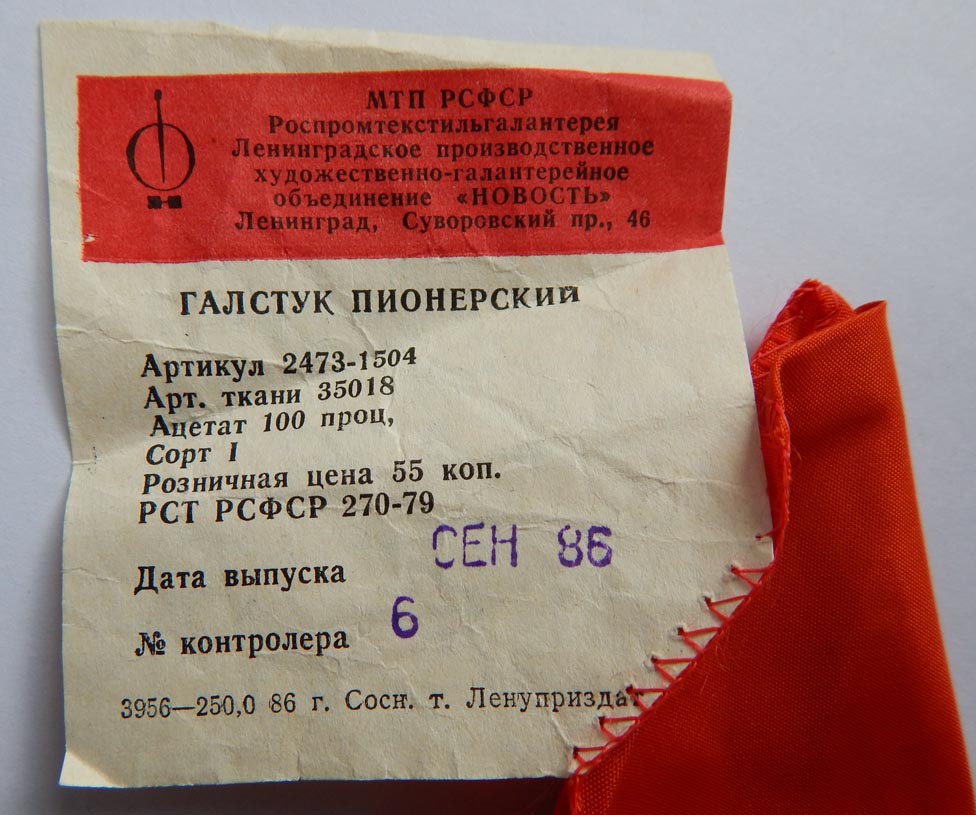 МТП РСФСР
Роспромтекстильгалантерея
Ленинградское производственное
художественно-галантерейное
объединение «НОВОСТЬ»
Ленинград, Суворовский пр., 46
ГАЛСТУК ПИОНЕРСКИЙ
Артикул 2473-1504
Арт. ткани 35018
Ацетат 100 проц,
Сорт I
Розничная цена 55 коп.
РСТ РСФСР 270-79
Дата выпуска СЕН 86
№ контролера 6
3956—250,0 86 г. Сосн. т. Ленуприздат